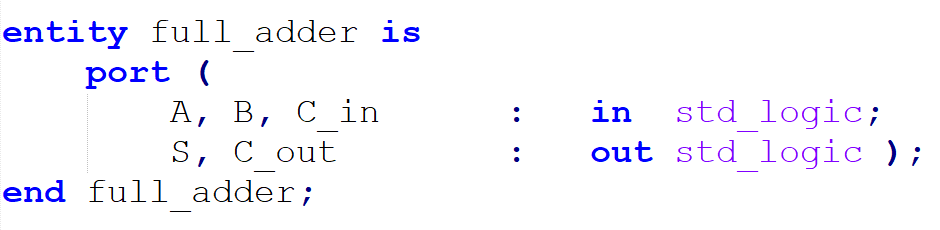 entity full_adder is
port (
A, B, C_in : in std_logic;
S, C_out : out std_logic );
end full_adder;